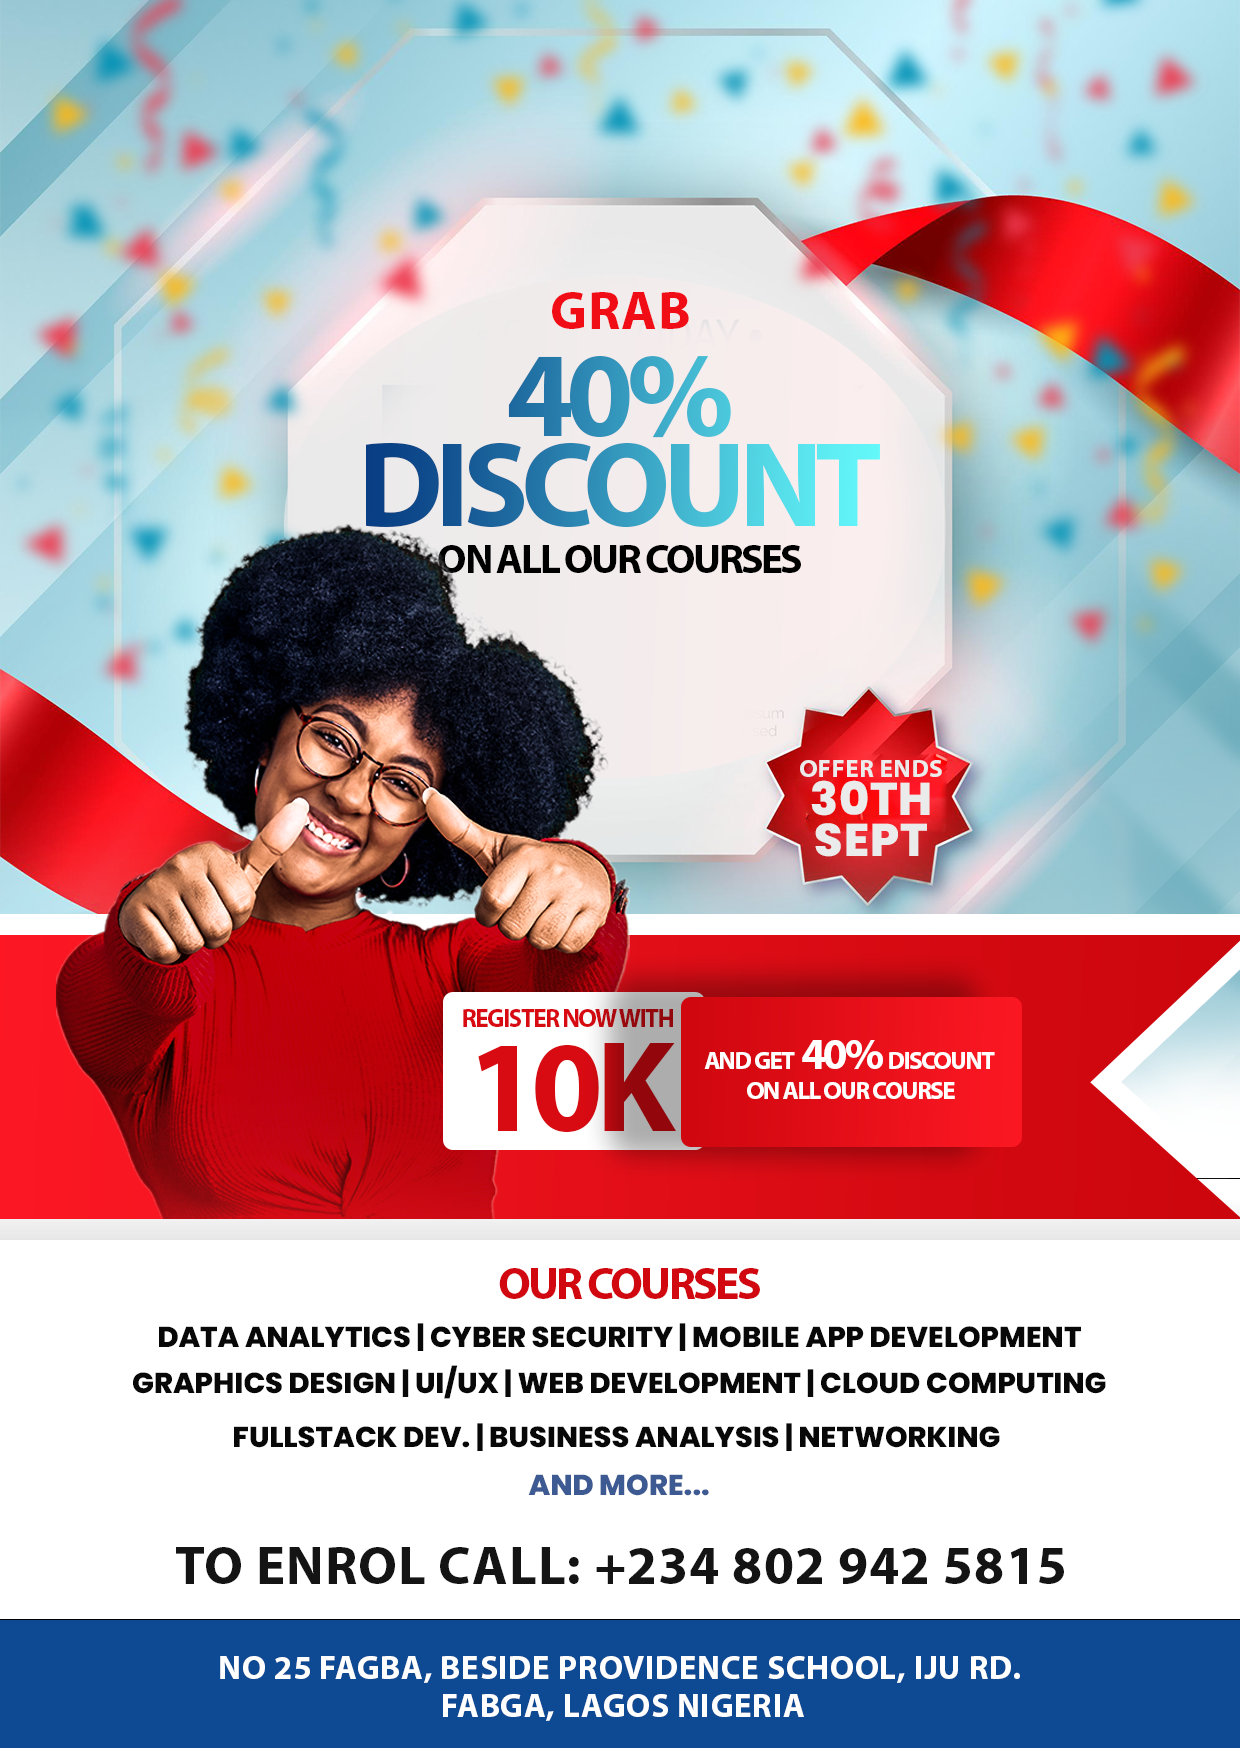 GRAB
40%
DISCOUNT
ON ALL OUR COURSES
OFFER ENDS
30TH
SEPT
REGISTER NOW WITH
10K
AND GET 40% DISCOUNT
ON ALL OUR COURSE
OUR COURSES
DATA ANALYTICS | CYBER SECURITY | MOBILE APP DEVELOPMENT
GRAPHICS DESIGN | UI/UX | WEB DEVELOPMENT | CLOUD COMPUTING
FULLSTACK DEV. | BUSINESS ANALYSIS | NETWORKING
AND MORE...
TO ENROL CALL: +234 802 942 5815
NO 25 FAGBA, BESIDE PROVIDENCE SCHOOL, IJU RD.
FABGA, LAGOS NIGERIA